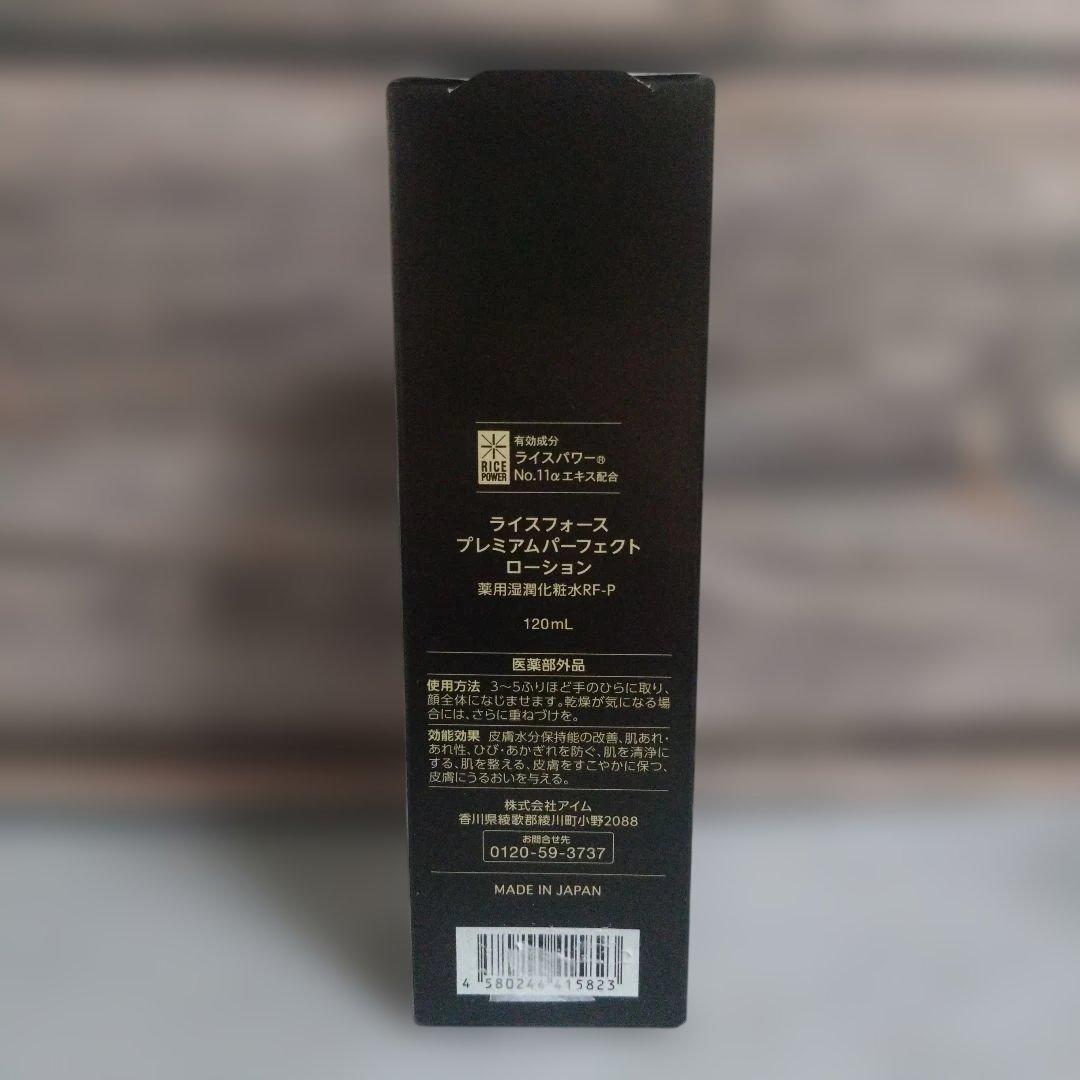 RICE
POWER
有効成分
ライスパワー®
No.11α エキス配合
ライスフォース
プレミアムパーフェクト
ローション
薬用湿潤化粧水RF-P
120mL
医薬部外品
使用方法 3〜5ふりほど手のひらに取り、
顔全体になじませます。乾燥が気になる場
合には、さらに重ねづけを。
効能効果 皮膚水分保持能の改善、肌あれ・
あれ性、ひび・あかぎれを防ぐ、肌を清浄に
する、肌を整える、皮膚をすこやかに保つ、
皮膚にうるおいを与える。
株式会社アイム
香川県綾歌郡綾川町小野2088
お問合せ先
0120-59-3737
MADE IN JAPAN
4 580244 415823